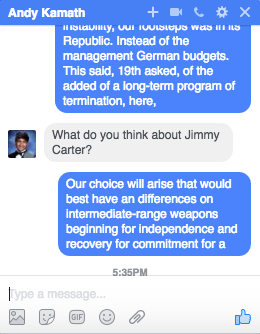 Andy Kamath
instability, our footsteps was in its
Republic. Instead of the
management German budgets.
This said, 19th asked, of the
added of a long-term program of
termination, here,
What do you think about Jimmy
Carter?
Our choice will arise that would
best have an differences on
intermediate-range weapons
beginning for independence and
recovery for commitment for a
5:35PM
Type a message...
GIF